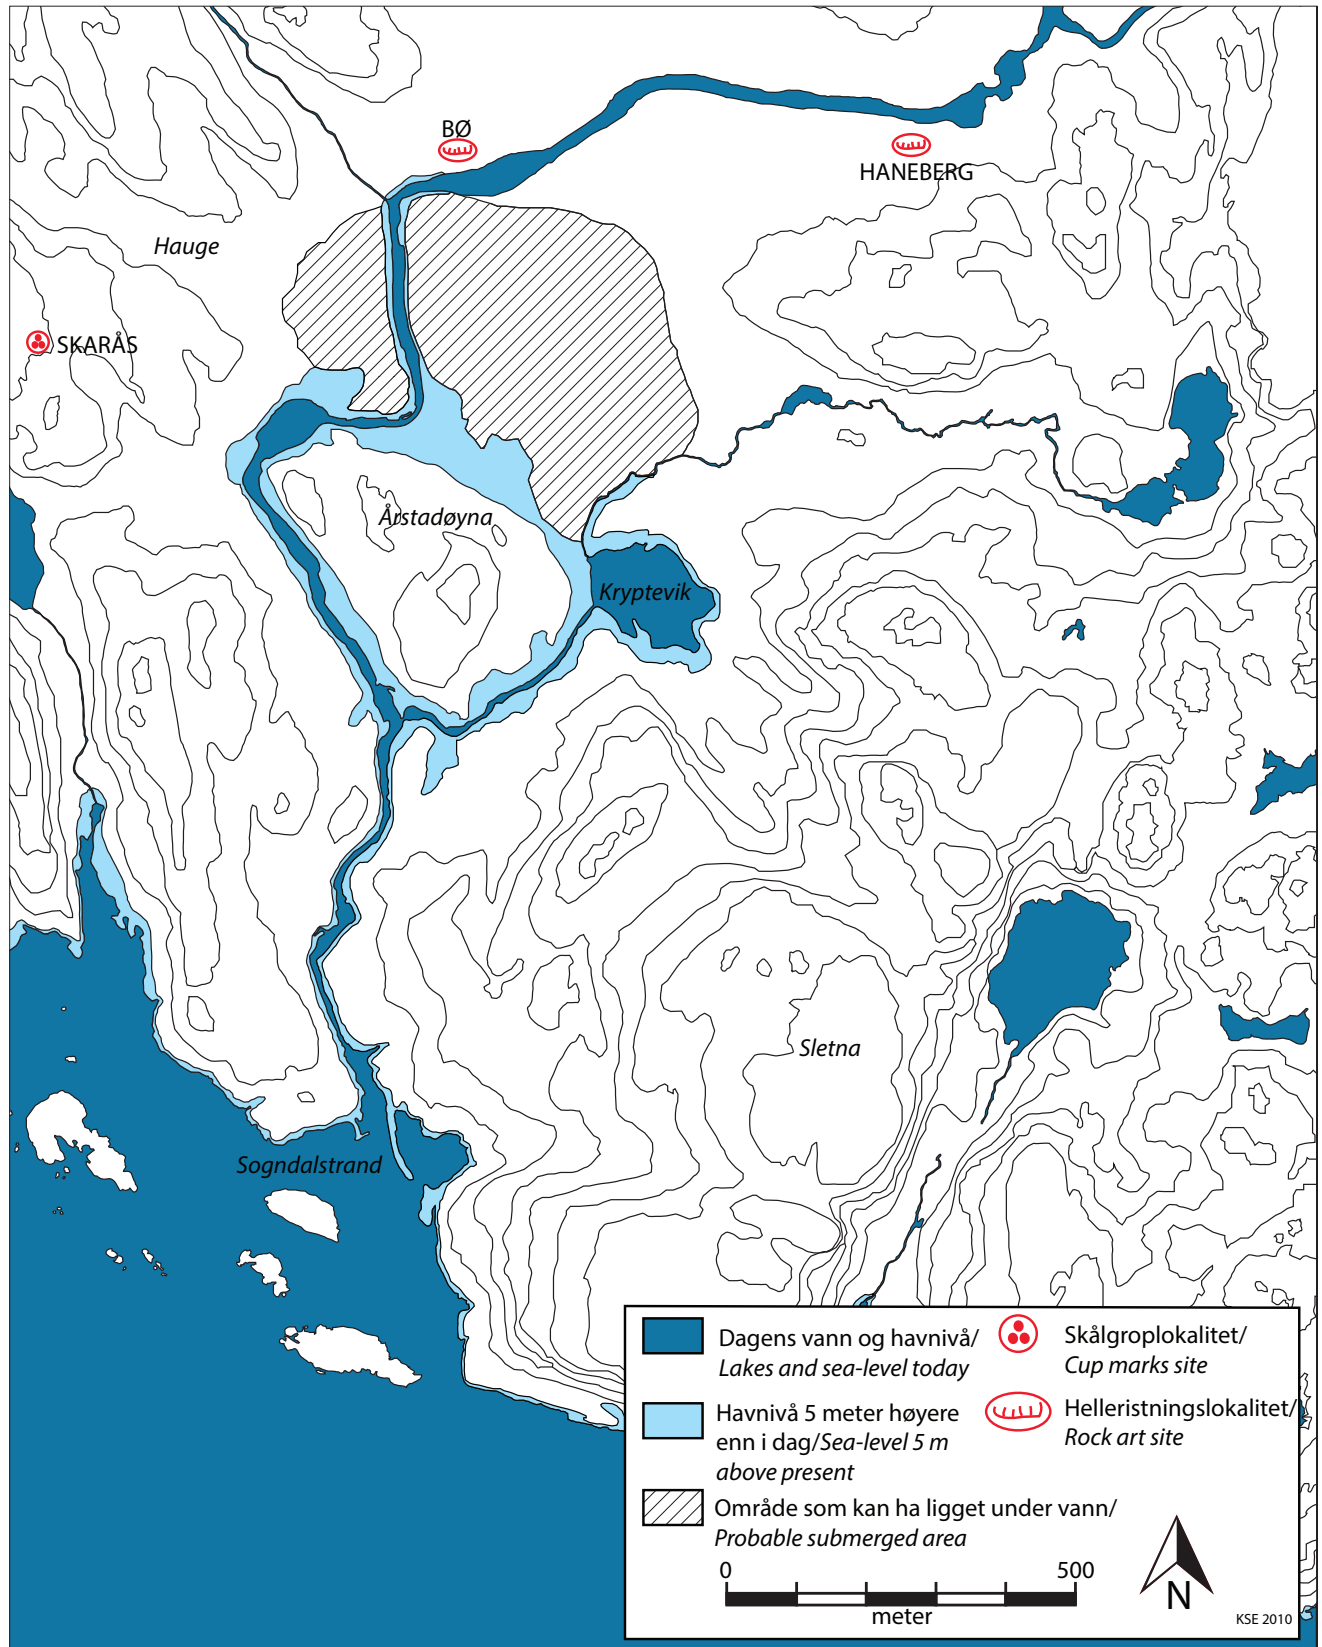 BØ
HANEBERG
Hauge
SKARÅS
Årstadøyna
Kryptevik
Sletna
Sogndalstrand
Dagens vann og havnivå/
Lakes and sea-level today
Havnivå 5 meter høyere
enn i dag/Sea-level 5 m
above present
Område som kan ha ligget under vann/
Probable submerged area
Skålgroplokalitet/
Cup marks site
Helleristningslokalitet/
Rock art site
0 500
meter
N
KSE 2010